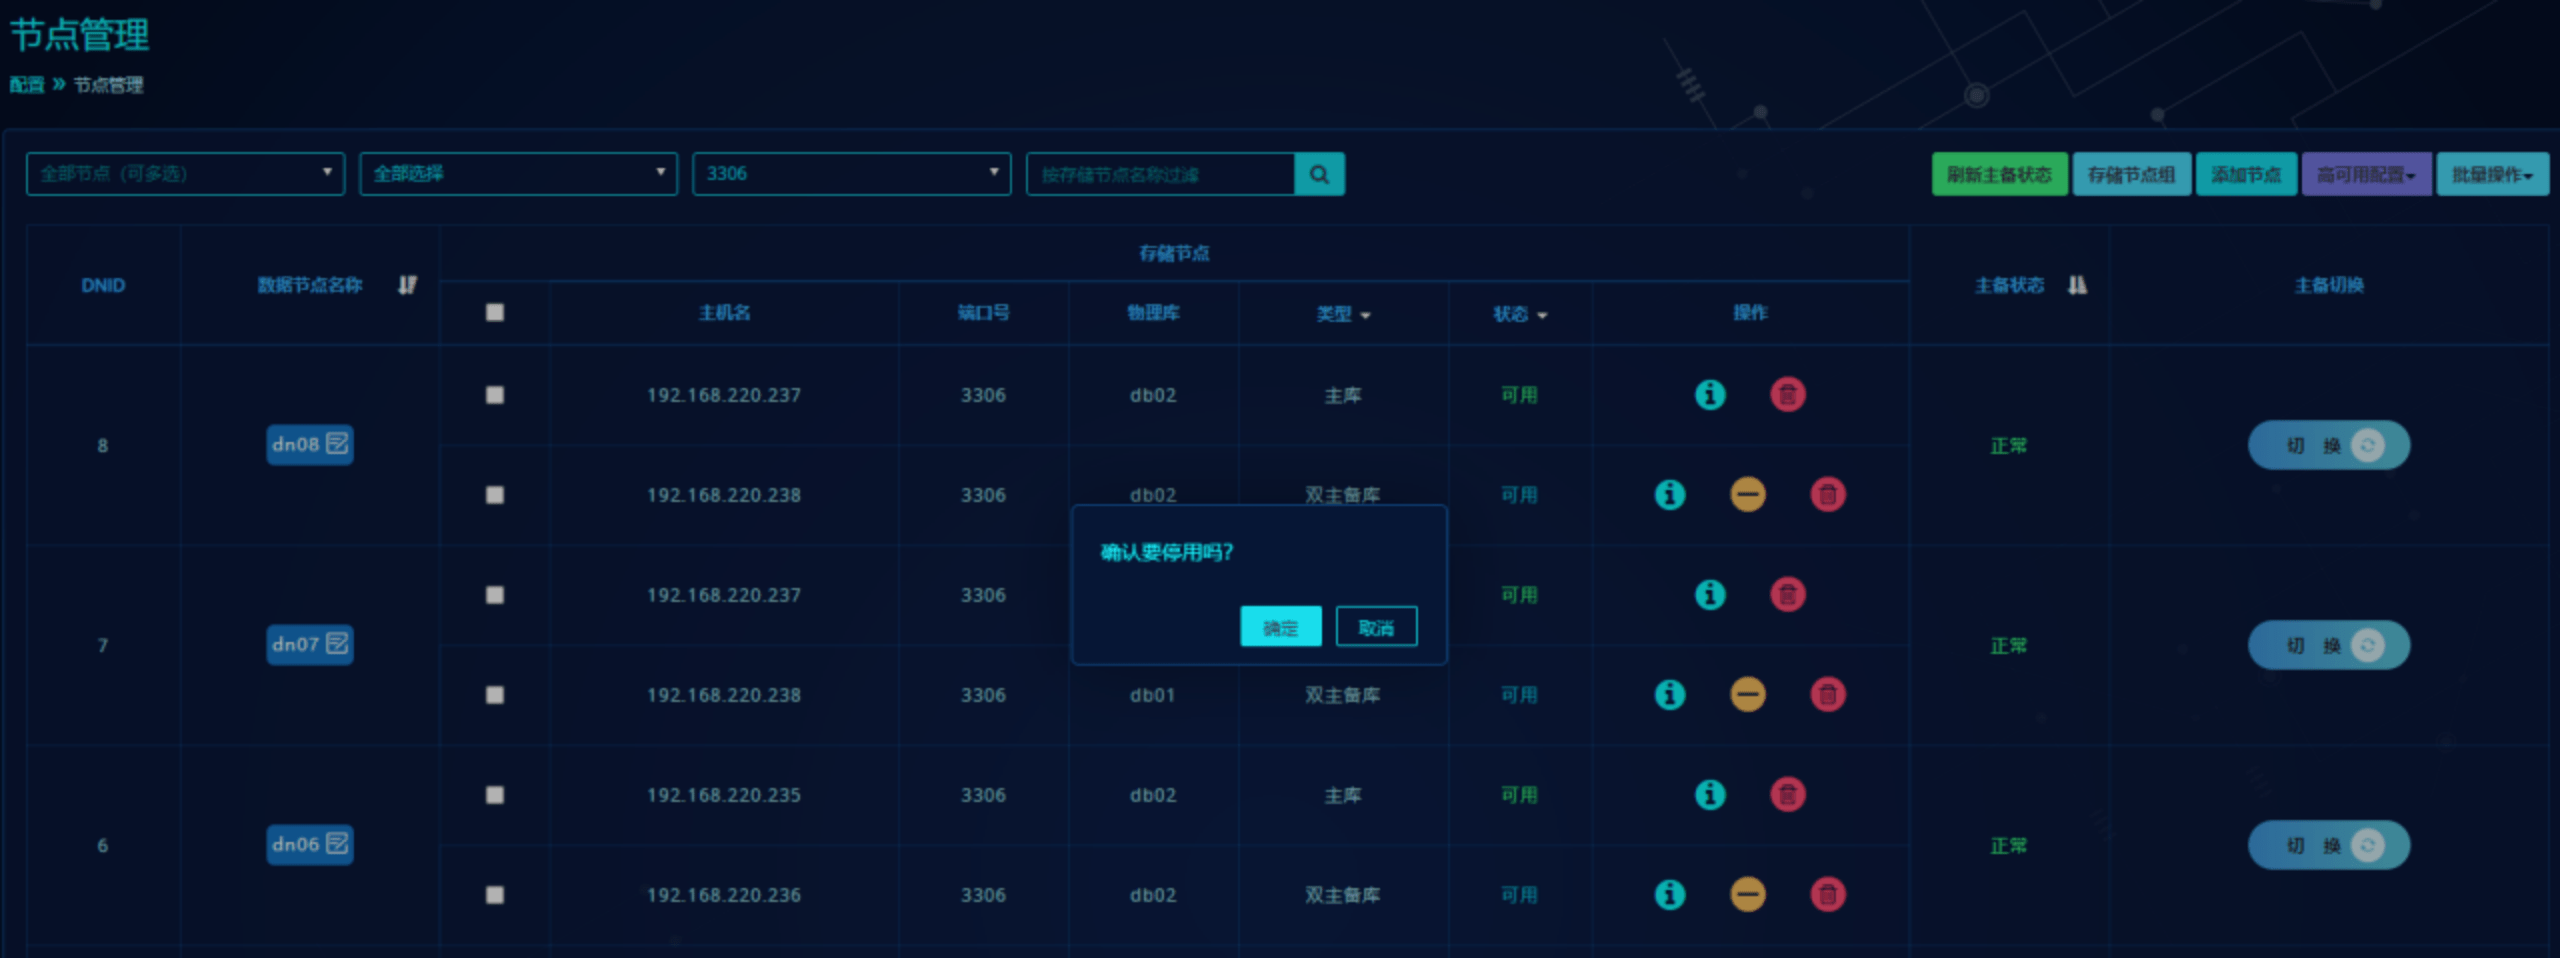 节点管理
配置 » 节点管理
全部节点（可多选） 全部选择 3306 按存储节点名称过滤 刷新主备状态 存储节点组 添加节点 高可用配置 批量操作
存储节点
DNID 数据节点名称 主备状态 主备切换
主机名 端口号 物理库 类型 状态 操作
192.168.220.237 3306 db02 主库 可用
8 dn08 正常 切 换
192.168.220.238 3306 db02 双主备库 可用
确认要停用吗?
192.168.220.237 3306 可用
确定 取消
7 dn07 正常 切 换
192.168.220.238 3306 db01 双主备库 可用
192.168.220.235 3306 db02 主库 可用
6 dn06 正常 切 换
192.168.220.236 3306 db02 双主备库 可用